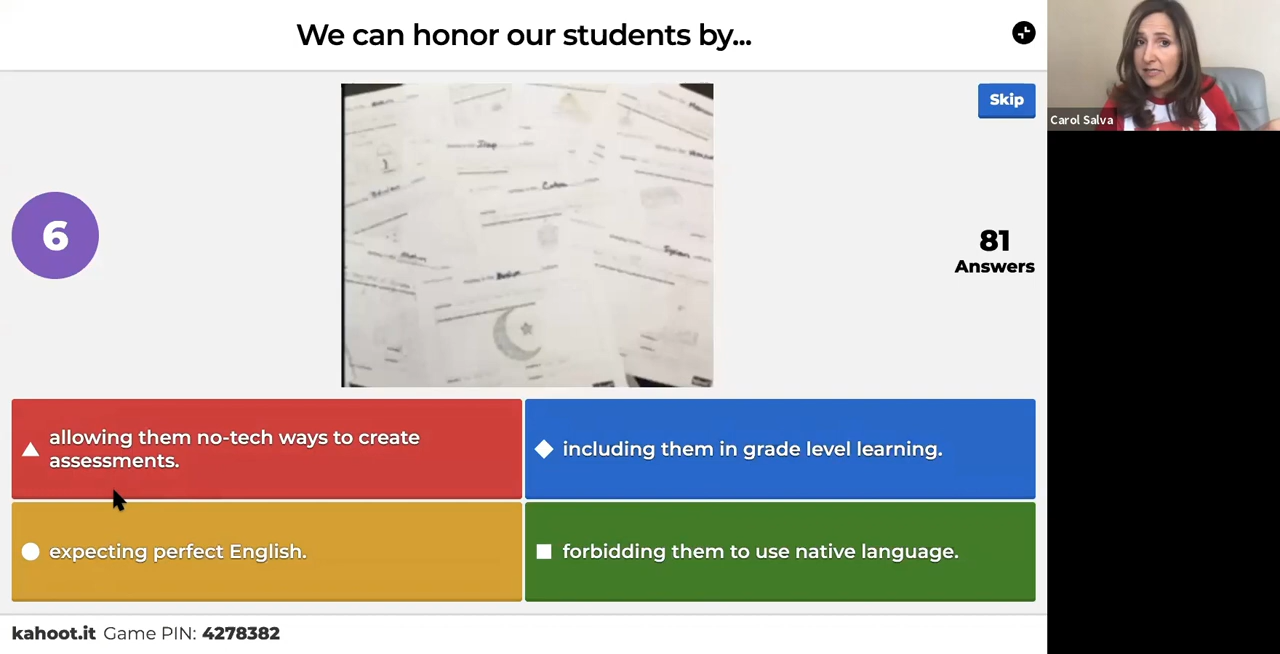 We can honor our students by...
Skip
Carol Salva
6
81
Answers
allowing them no-tech ways to create
assessments.
including them in grade level learning.
expecting perfect English.
forbidding them to use native language.
kahoot.it Game PIN: 4278382